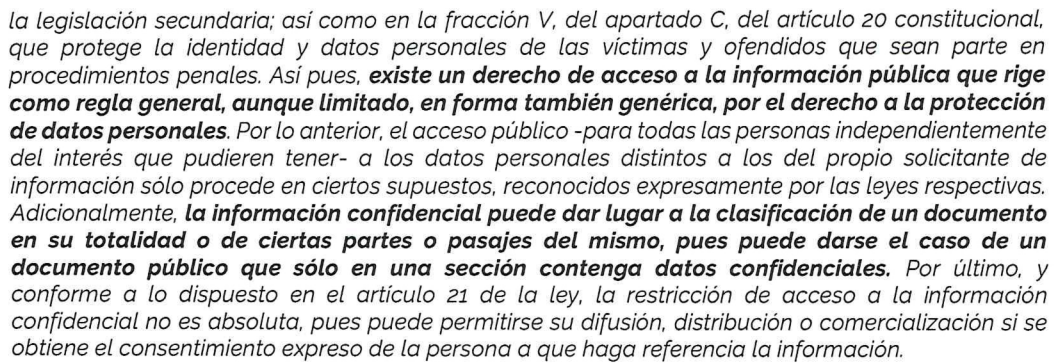 la legislación secundaria; así como en la fracción V, del apartado C, del artículo 20 constitucional,
que protege la identidad y datos personales de las víctimas y ofendidos que sean parte en
procedimientos penales. Así pues, existe un derecho de acceso a la información pública que rige
como regla general, aunque limitado, en forma también genérica, por el derecho a la protección
de datos personales. Por lo anterior, el acceso público -para todas las personas independientemente
del interés que pudieren tener- a los datos personales distintos a los del propio solicitante de
información sólo procede en ciertos supuestos, reconocidos expresamente por las leyes respectivas.
Adicionalmente, la información confidencial puede dar lugar a la clasificación de un documento
en su totalidad o de ciertas partes o pasajes del mismo, pues puede darse el caso de un
documento público que sólo en una sección contenga datos confidenciales. Por último, y
conforme a lo dispuesto en el artículo 21 de la ley, la restricción de acceso a la información
confidencial no es absoluta, pues puede permitirse su difusión, distribución o comercialización si se
obtiene el consentimiento expreso de la persona a que haga referencia la información.